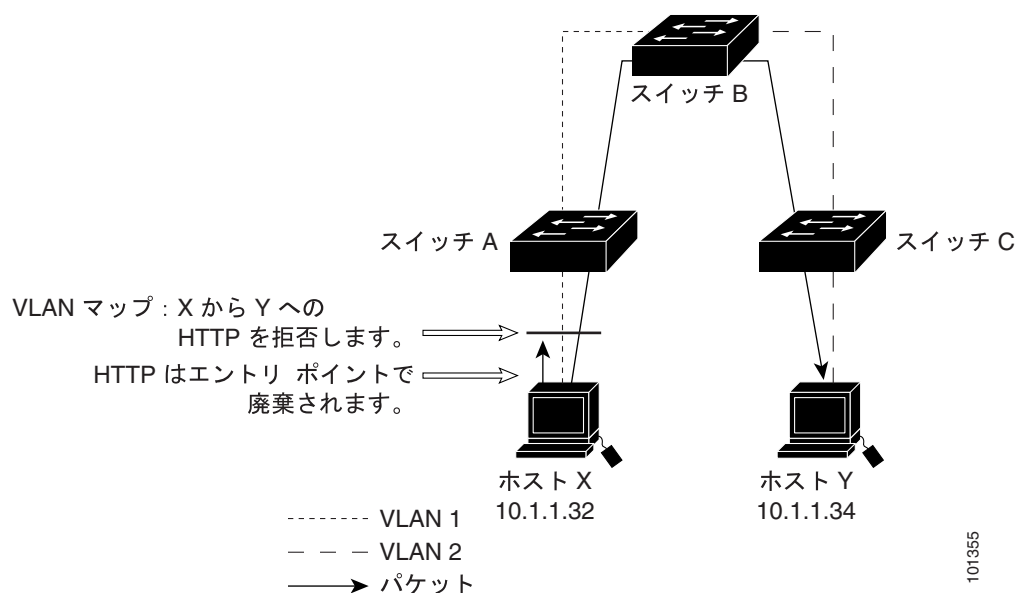 スイッチ B
スイッチ A
スイッチ C
VLAN マップ：X から Y への
HTTP を拒否します。
HTTP はエントリ ポイントで
廃棄されます。
ホスト X
10.1.1.32
ホスト Y
10.1.1.34
VLAN 1
VLAN 2
パケット
101355